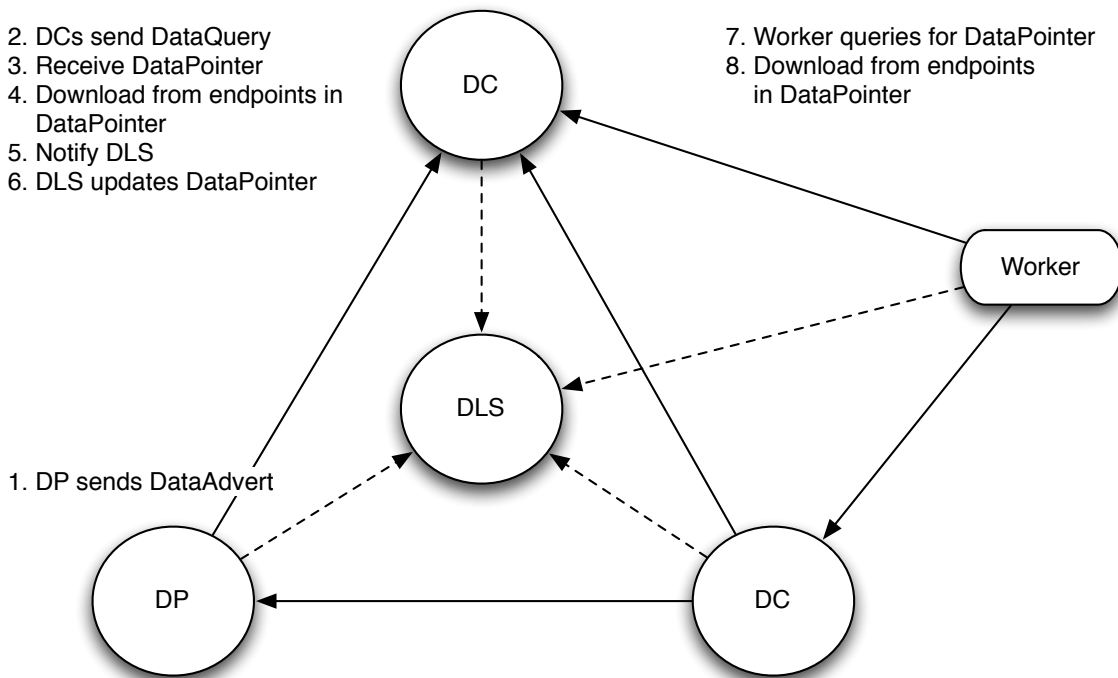 2. DCs send DataQuery
3. Receive DataPointer
4. Download from endpoints in
DataPointer
5. Notify DLS
6. DLS updates DataPointer
7. Worker queries for DataPointer
8. Download from endpoints
in DataPointer
DC
Worker
DLS
1. DP sends DataAdvert
DP
DC